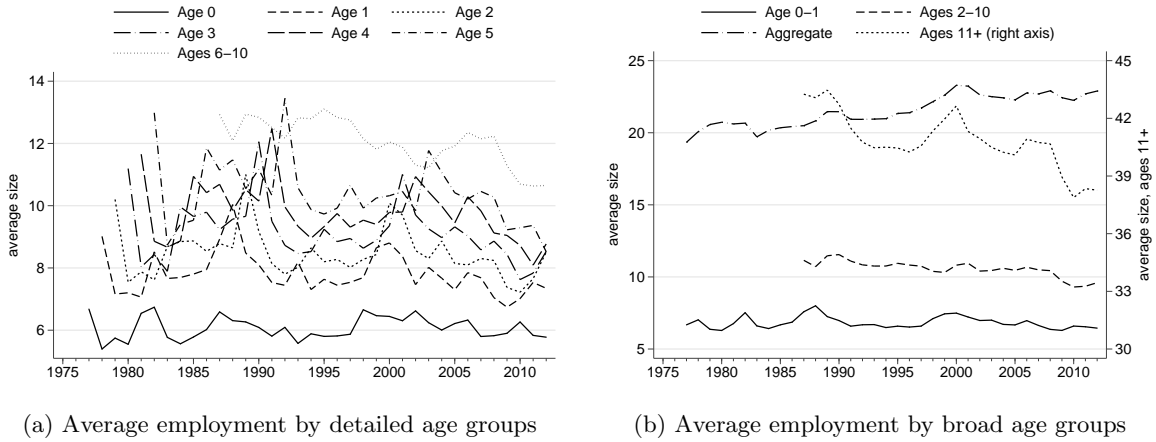 Age 0 Age 1 Age 2
Age 3 Age 4 Age 5
Ages 6−10
14
12
10
8
6
average size
1975 1980 1985 1990 1995 2000 2005 2010
(a) Average employment by detailed age groups
Age 0−1 Ages 2−10
Aggregate Ages 11+ (right axis)
25
20
15
10
5
average size
45
42
39
36
33
30
average size, ages 11+
1975 1980 1985 1990 1995 2000 2005 2010
(b) Average employment by broad age groups